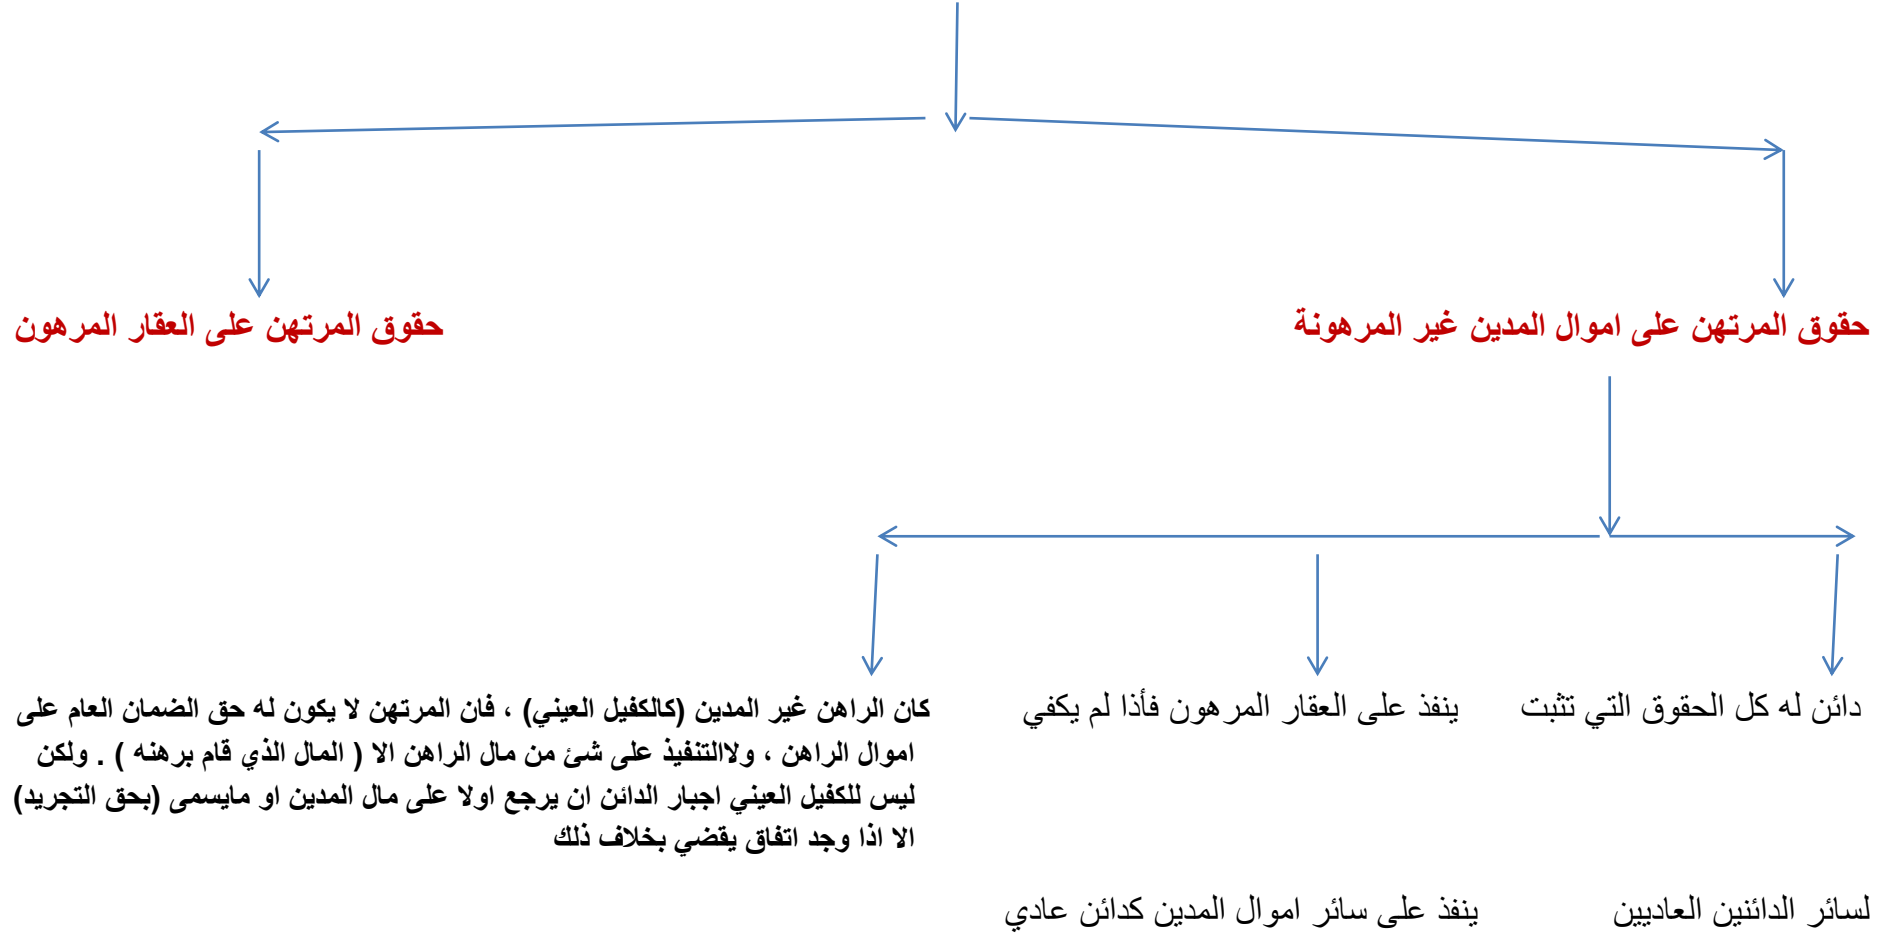 حقوق المرتهن على اموال المدين غير المرهونة
حقوق المرتهن على العقار المرهون
دائن له كل الحقوق التي تثبت
لسائر الدائنين العاديين
ينفذ على العقار المرهون فأذا لم يكفي
ينفذ على سائر اموال المدين كدائن عادي
كان الراهن غير المدين (كالكفيل العيني) ، فان المرتهن لا يكون له حق الضمان العام على
اموال الراهن ، ولاالتنفيذ على شئ من مال الراهن الا ( المال الذي قام برهنه ) . ولكن
ليس للكفيل العيني اجبار الدائن ان يرجع اولا على مال المدين او مايسمى (بحق التجريد)
الا اذا وجد اتفاق يقضي بخلاف ذلك